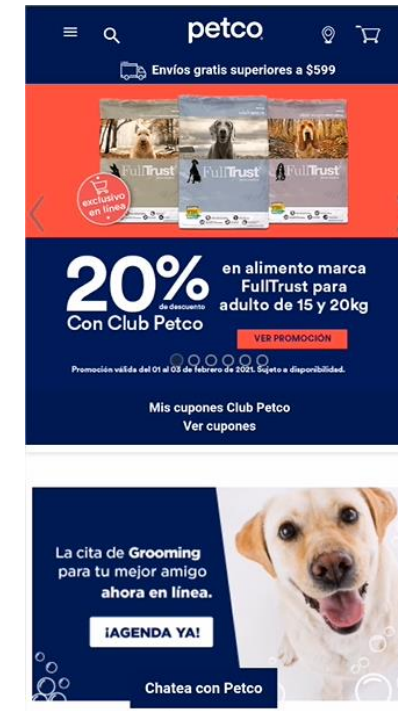 petco
Envíos gratis superiores a $599
FullTrust
FullTrust
FullTrust
exclusivo
en línea
20%
de descuento
Con Club Petco
en alimento marca
FullTrust para
adulto de 15 y 20kg
VER PROMOCIÓN
Promoción válida del 01 al 03 de febrero de 2021. Sujeto a disponibilidad.
Mis cupones Club Petco
Ver cupones
La cita de Grooming
para tu mejor amigo
ahora en línea.
¡AGENDA YA!
Chatea con Petco